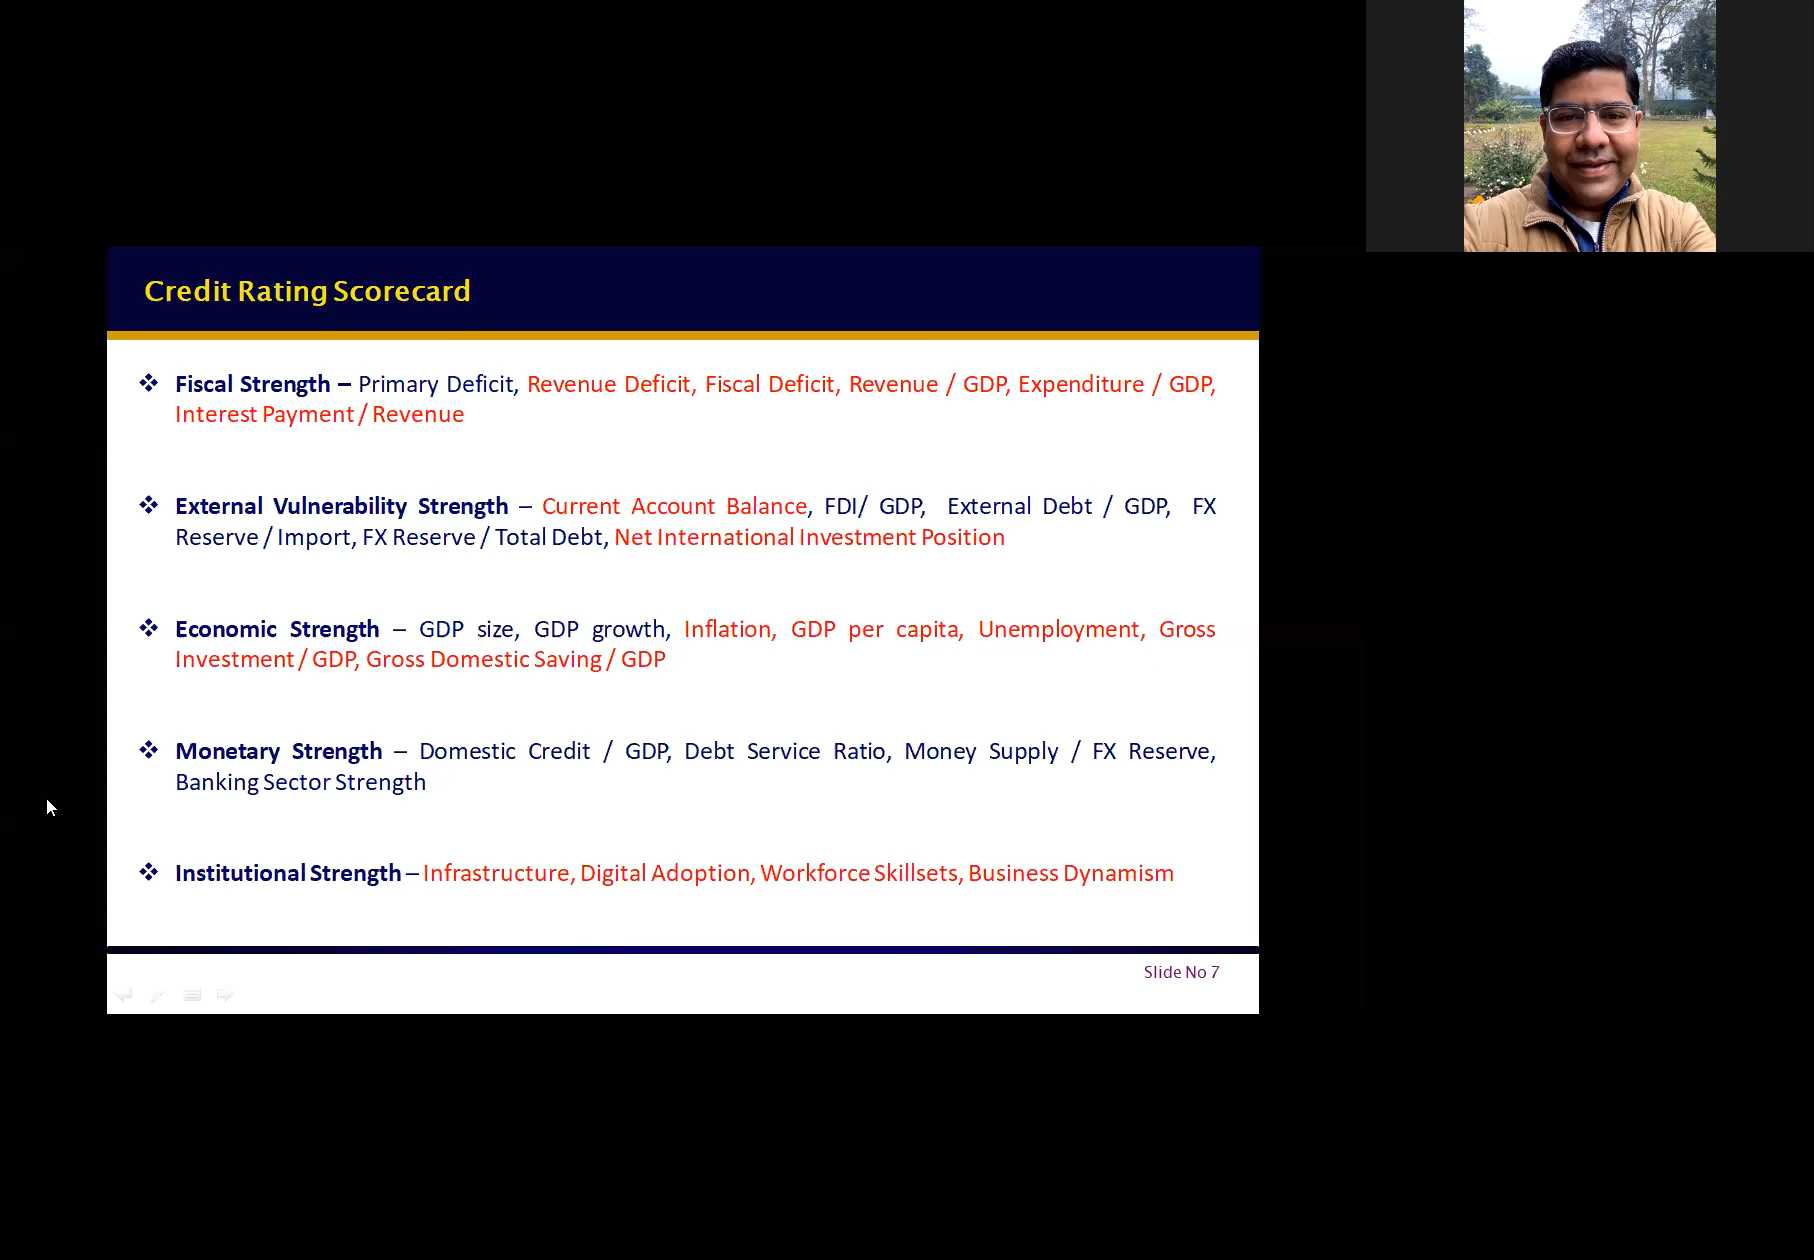 Credit Rating Scorecard
❖ Fiscal Strength – Primary Deficit, Revenue Deficit, Fiscal Deficit, Revenue / GDP, Expenditure / GDP,
Interest Payment / Revenue
❖ External Vulnerability Strength – Current Account Balance, FDI/ GDP, External Debt / GDP, FX
Reserve / Import, FX Reserve / Total Debt, Net International Investment Position
❖ Economic Strength – GDP size, GDP growth, Inflation, GDP per capita, Unemployment, Gross
Investment / GDP, Gross Domestic Saving / GDP
❖ Monetary Strength – Domestic Credit / GDP, Debt Service Ratio, Money Supply / FX Reserve,
Banking Sector Strength
❖ Institutional Strength – Infrastructure, Digital Adoption, Workforce Skillsets, Business Dynamism
Slide No 7